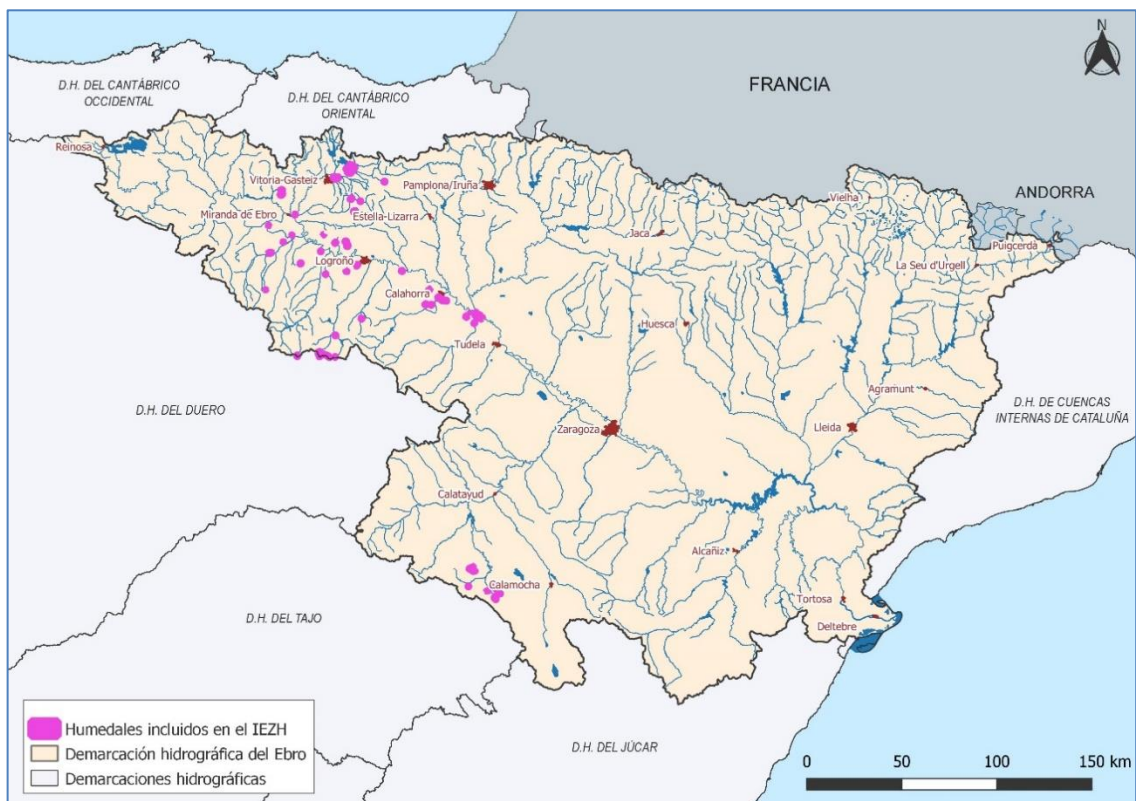 N
D.H. DEL CANTÁBRICO
OCCIDENTAL
D.H. DEL CANTÁBRICO
ORIENTAL
FRANCIA
Reinosa
Vitoria-Gasteiz
Pamplona/Iruña
Vielha
ANDORRA
Miranda de Ebro
Estella-Lizarra
Jaca
Puigcerdà
La Seu d'Urgell
Logroño
Calahorra
Huesca
Tudela
Agramunt
D.H. DEL DUERO
D.H. DE CUENCAS
INTERNAS DE CATALUÑA
Zaragoza
Lleida
Calatayud
Alcañiz
Calamocha
Tortosa
Deltebre
D.H. DEL TAJO
D.H. DEL JÚCAR
Humedales incluidos en el IEZH
Demarcación hidrográfica del Ebro
Demarcaciones hidrográficas
0 50 100 150 km